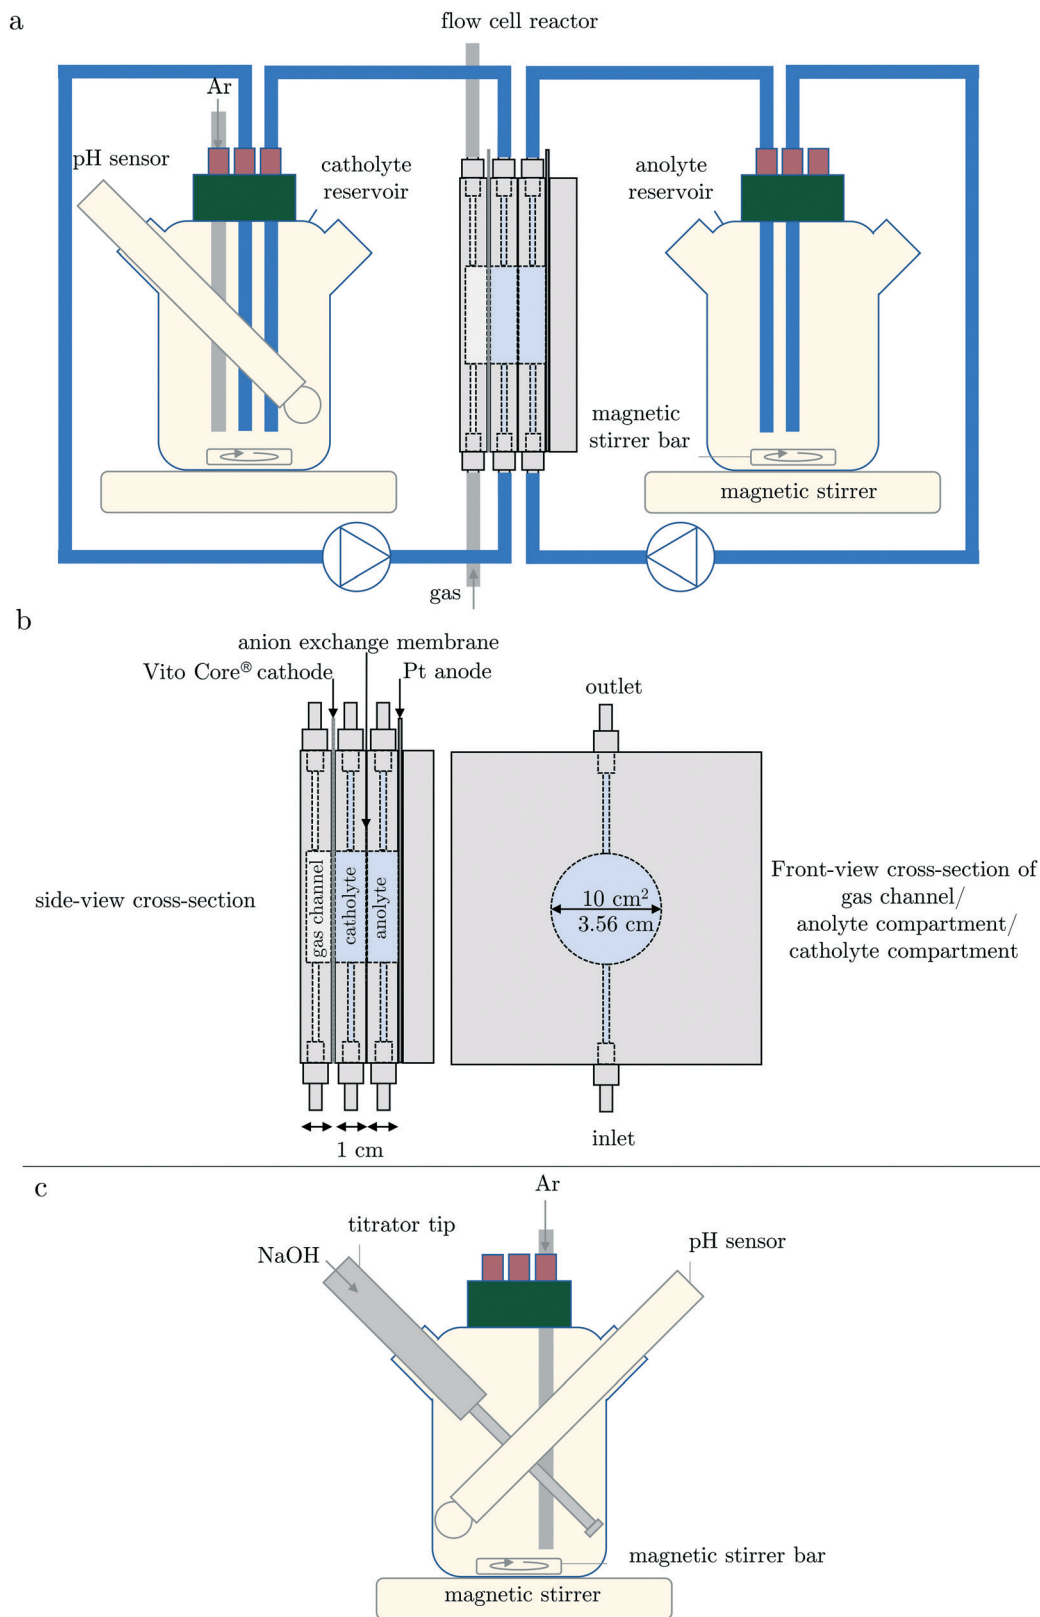 a
flow cell reactor
Ar
pH sensor
catholyte
reservoir
anolyte
reservoir
magnetic
stirrer bar
magnetic stirrer
gas
b
anion exchange membrane
Vito Core® cathode
Pt anode
outlet
side-view cross-section
gas channel
catholyte
anolyte
10 cm²
3.56 cm
Front-view cross-section of
gas channel/
anolyte compartment/
catholyte compartment
1 cm
inlet
c
Ar
titrator tip
NaOH
pH sensor
magnetic stirrer bar
magnetic stirrer